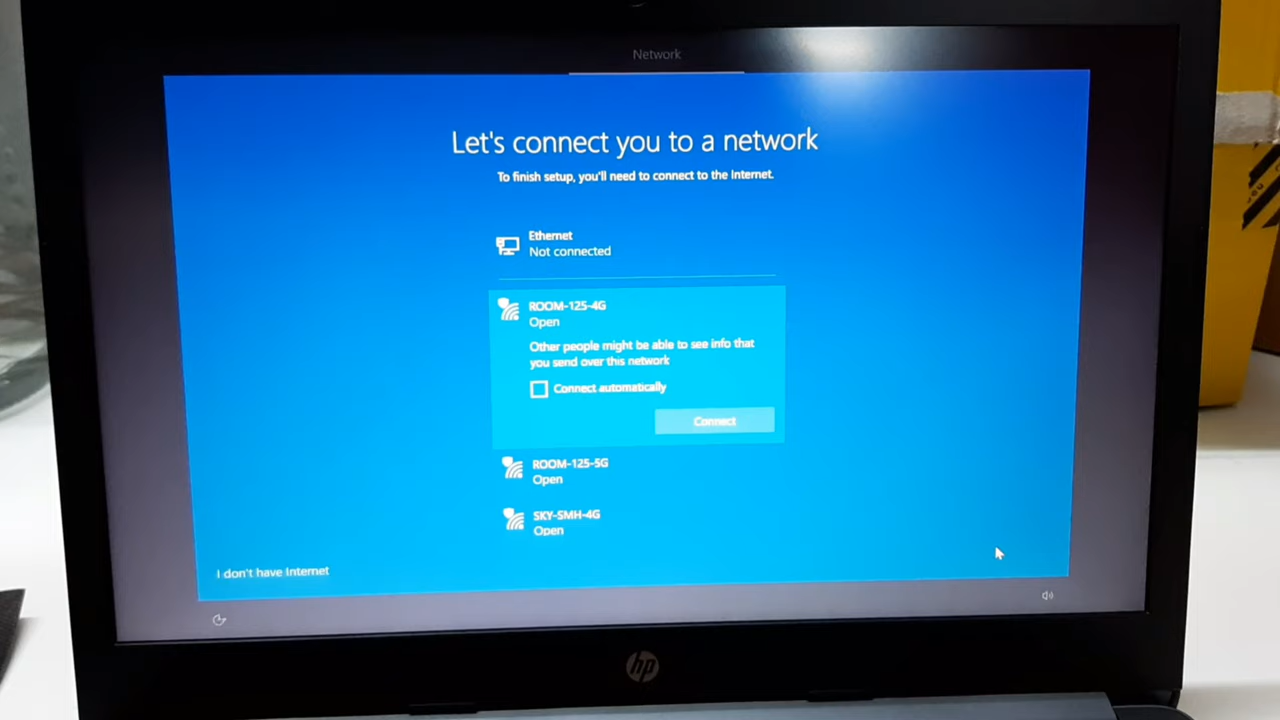 Network
Let's connect you to a network
To finish setup, you'll need to connect to the Internet.
Ethernet
Not connected
ROOM-125-4G
Open
Other people might be able to see info that
you send over this network
Connect automatically
Connect
ROOM-125-5G
Open
SKY-SMH-4G
Open
I don't have Internet
hp